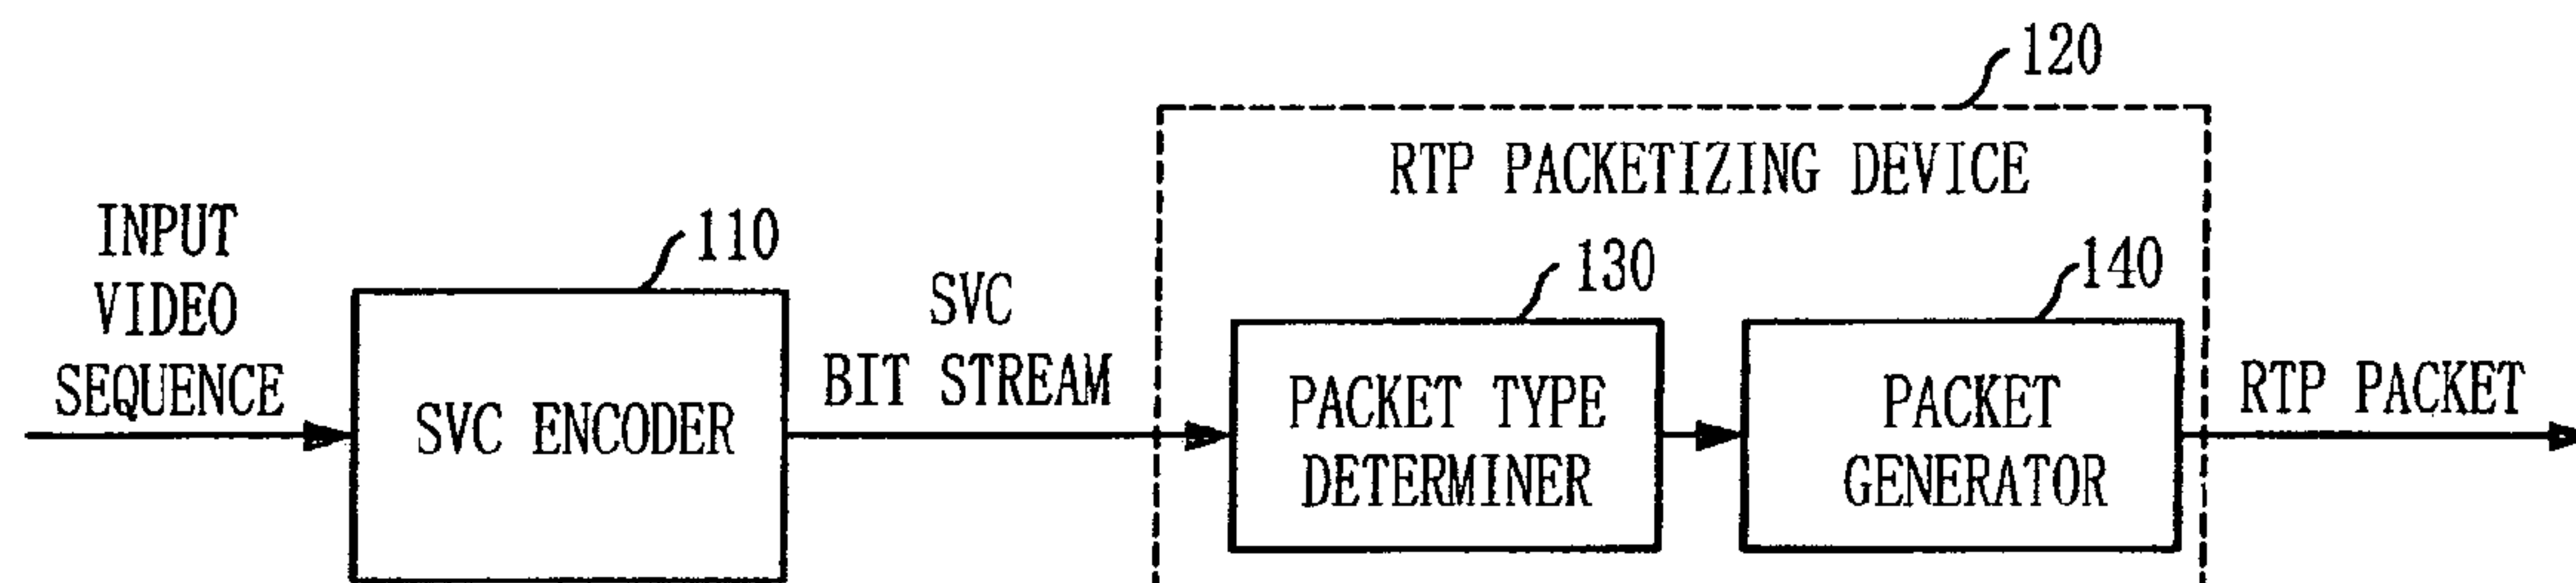 120
RTP PACKETIZING DEVICE
INPUT
VIDEO
SEQUENCE
110
SVC ENCODER
SVC
BIT STREAM
130
PACKET TYPE
DETERMINER
140
PACKET
GENERATOR
RTP PACKET